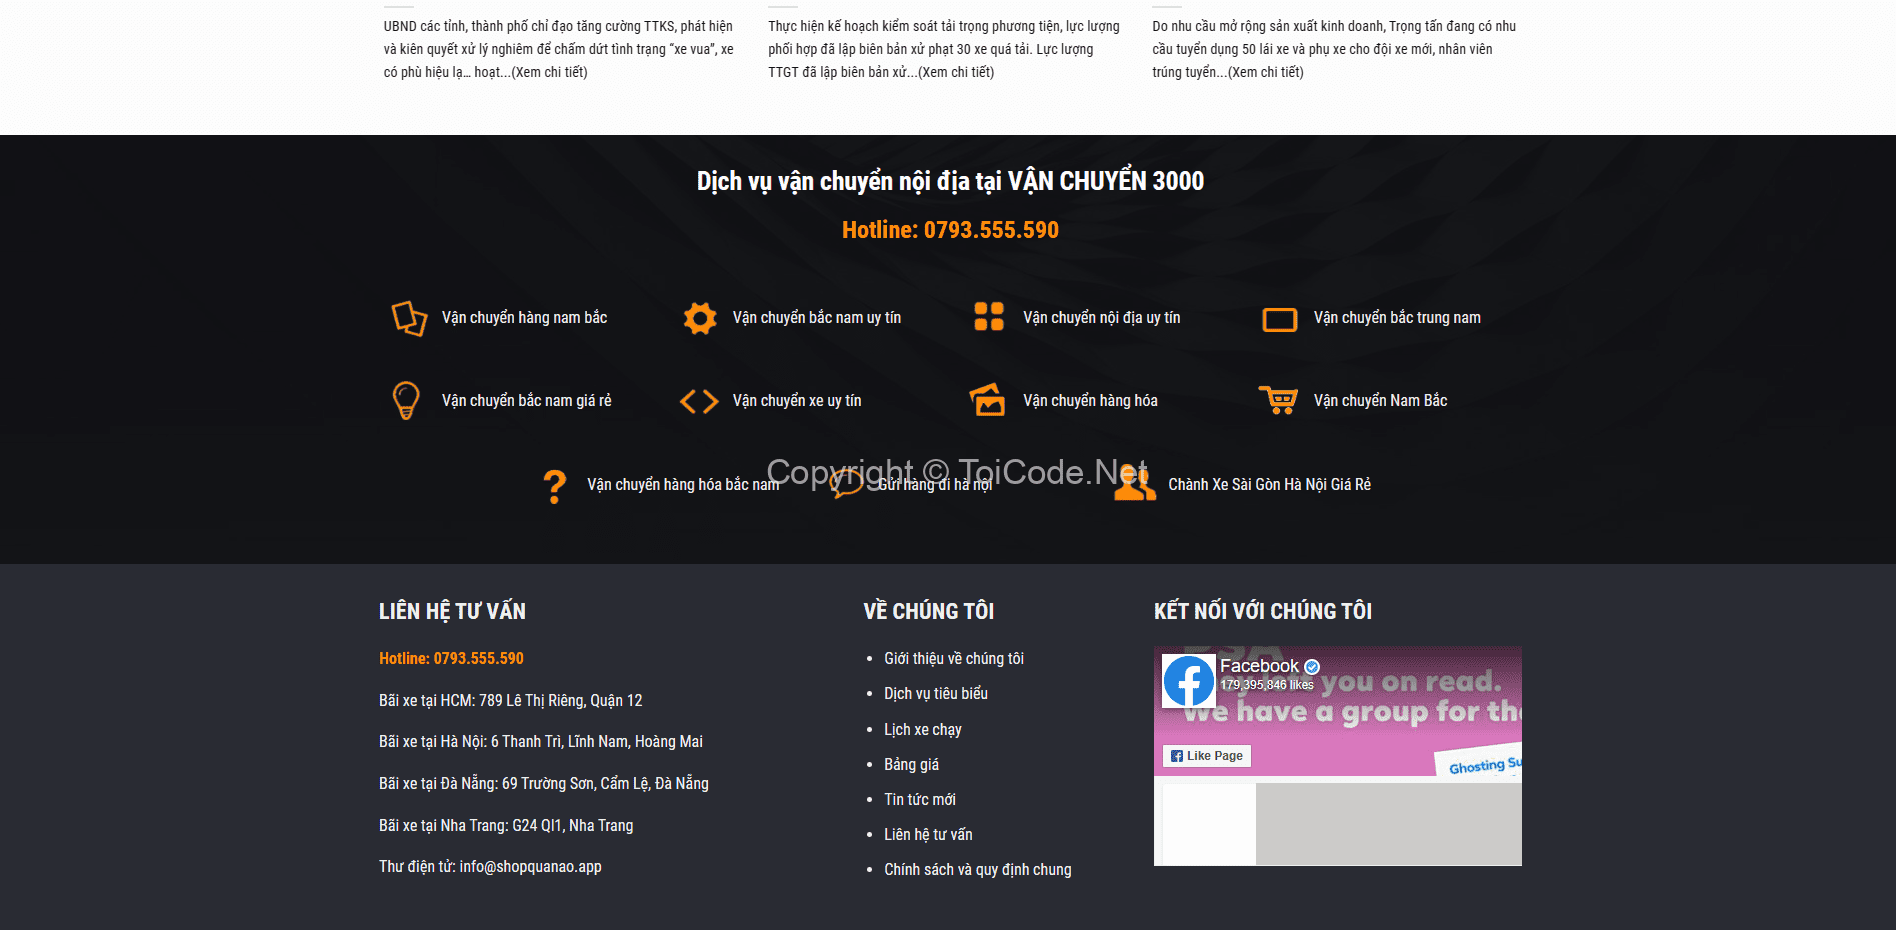 UBND các tỉnh, thành phố chỉ đạo tăng cường TTKS, phát hiện
và kiên quyết xử lý nghiêm để chấm dứt tình trạng “xe vua”, xe
có phù hiệu lạ… hoạt...(Xem chi tiết)
Thực hiện kế hoạch kiểm soát tải trọng phương tiện, lực lượng
phối hợp đã lập biên bản xử phạt 30 xe quá tải. Lực lượng
TTGT đã lập biên bản xử...(Xem chi tiết)
Do nhu cầu mở rộng sản xuất kinh doanh, Trọng tấn đang có nhu
cầu tuyển dụng 50 lái xe và phụ xe cho đội xe mới, nhân viên
trúng tuyển...(Xem chi tiết)
Dịch vụ vận chuyển nội địa tại VẬN CHUYỂN 3000
Hotline: 0793.555.590
Vận chuyển hàng nam bắc
Vận chuyển bắc nam uy tín
Vận chuyển nội địa uy tín
Vận chuyển bắc trung nam
Vận chuyển bắc nam giá rẻ
Vận chuyển xe uy tín
Vận chuyển hàng hóa
Vận chuyển Nam Bắc
Vận chuyển hàng hóa bắc nam
Gửi hàng đi hà nội
Chành Xe Sài Gòn Hà Nội Giá Rẻ
Copyright © ToiCode.Net
LIÊN HỆ TƯ VẤN
Hotline: 0793.555.590
Bãi xe tại HCM: 789 Lê Thị Riêng, Quận 12
Bãi xe tại Hà Nội: 6 Thanh Trì, Lĩnh Nam, Hoàng Mai
Bãi xe tại Đà Nẵng: 69 Trường Sơn, Cẩm Lệ, Đà Nẵng
Bãi xe tại Nha Trang: G24 Ql1, Nha Trang
Thư điện tử: info@shopquanao.app
VỀ CHÚNG TÔI
Giới thiệu về chúng tôi
Dịch vụ tiêu biểu
Lịch xe chạy
Bảng giá
Tin tức mới
Liên hệ tư vấn
Chính sách và quy định chung
KẾT NỐI VỚI CHÚNG TÔI
Facebook
179,395,846 likes
you on read.
We have a group for
Like Page
Ghosting